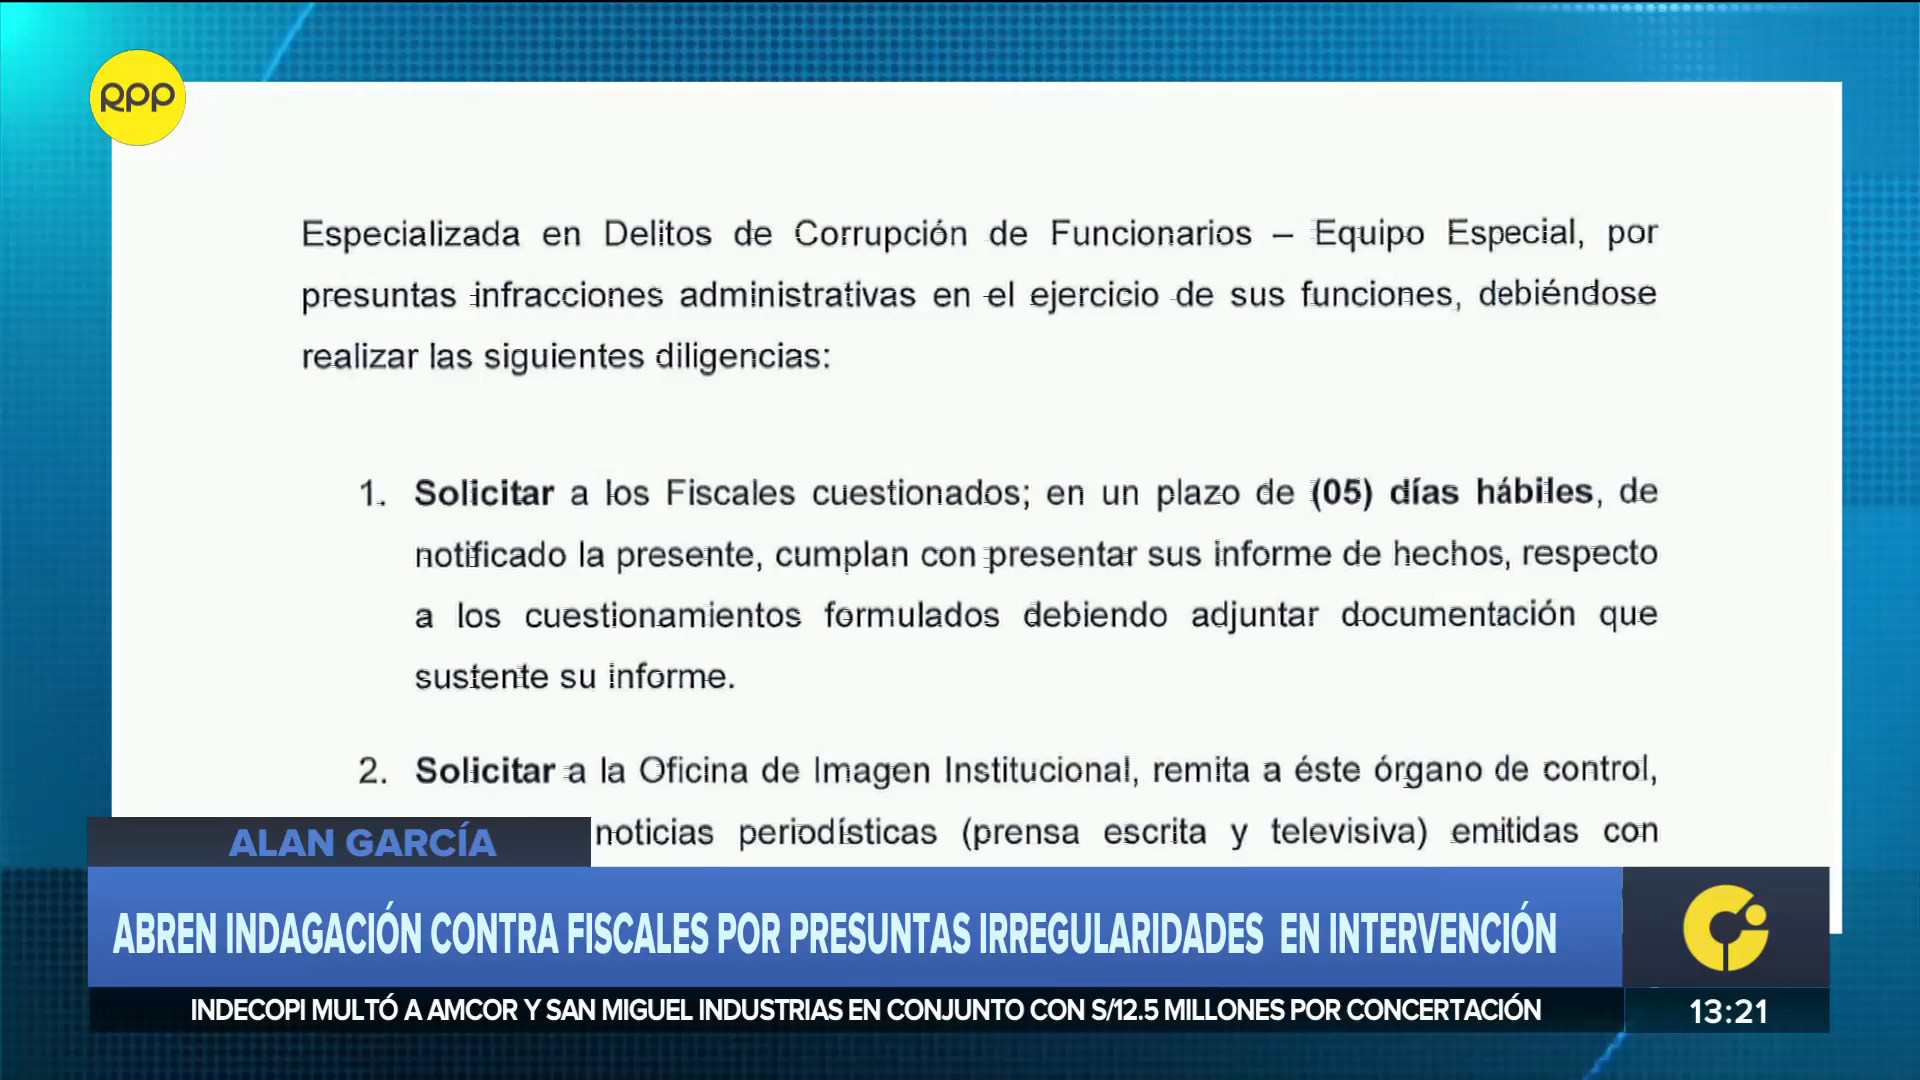 RPP
Especializada en Delitos de Corrupción de Funcionarios – Equipo Especial, por
presuntas infracciones administrativas en el ejercicio de sus funciones, debiéndose
realizar las siguientes diligencias:
1. Solicitar a los Fiscales cuestionados; en un plazo de (05) días hábiles, de
notificado la presente, cumplan con presentar sus informe de hechos, respecto
a los cuestionamientos formulados debiendo adjuntar documentación que
sustente su informe.
2. Solicitar a la Oficina de Imagen Institucional, remita a éste órgano de control,
noticias periodísticas (prensa escrita y televisiva) emitidas con
ALAN GARCÍA
ABREN INDAGACIÓN CONTRA FISCALES POR PRESUNTAS IRREGULARIDADES EN INTERVENCIÓN
INDECOPI MULTÓ A AMCOR Y SAN MIGUEL INDUSTRIAS EN CONJUNTO CON S/12.5 MILLONES POR CONCERTACIÓN
13:21